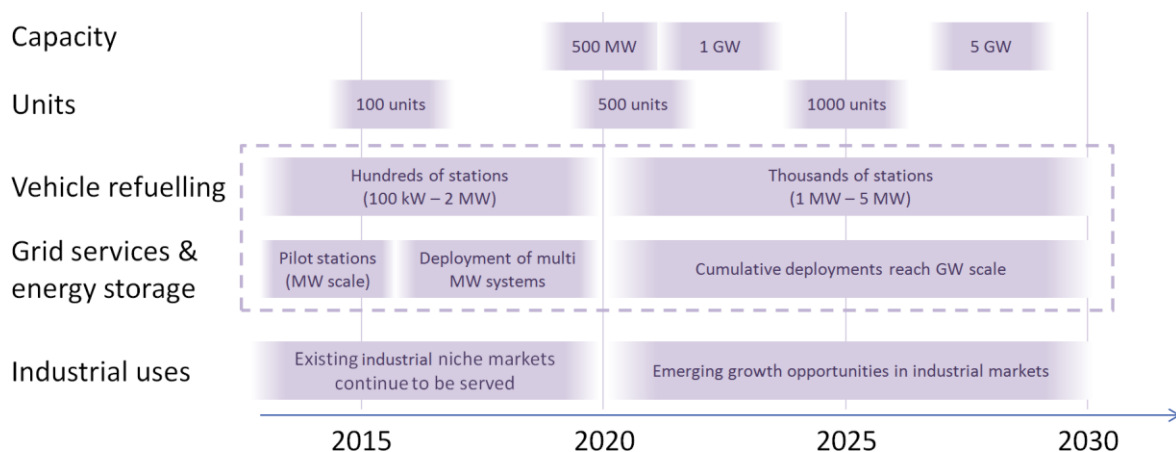 Capacity
500 MW
1 GW
5 GW
Units
100 units
500 units
1000 units
Vehicle refuelling
Hundreds of stations
(100 kW – 2 MW)
Thousands of stations
(1 MW – 5 MW)
Grid services &
energy storage
Pilot stations
(MW scale)
Deployment of multi
MW systems
Cumulative deployments reach GW scale
Industrial uses
Existing industrial niche markets
continue to be served
Emerging growth opportunities in industrial markets
2015
2020
2025
2030